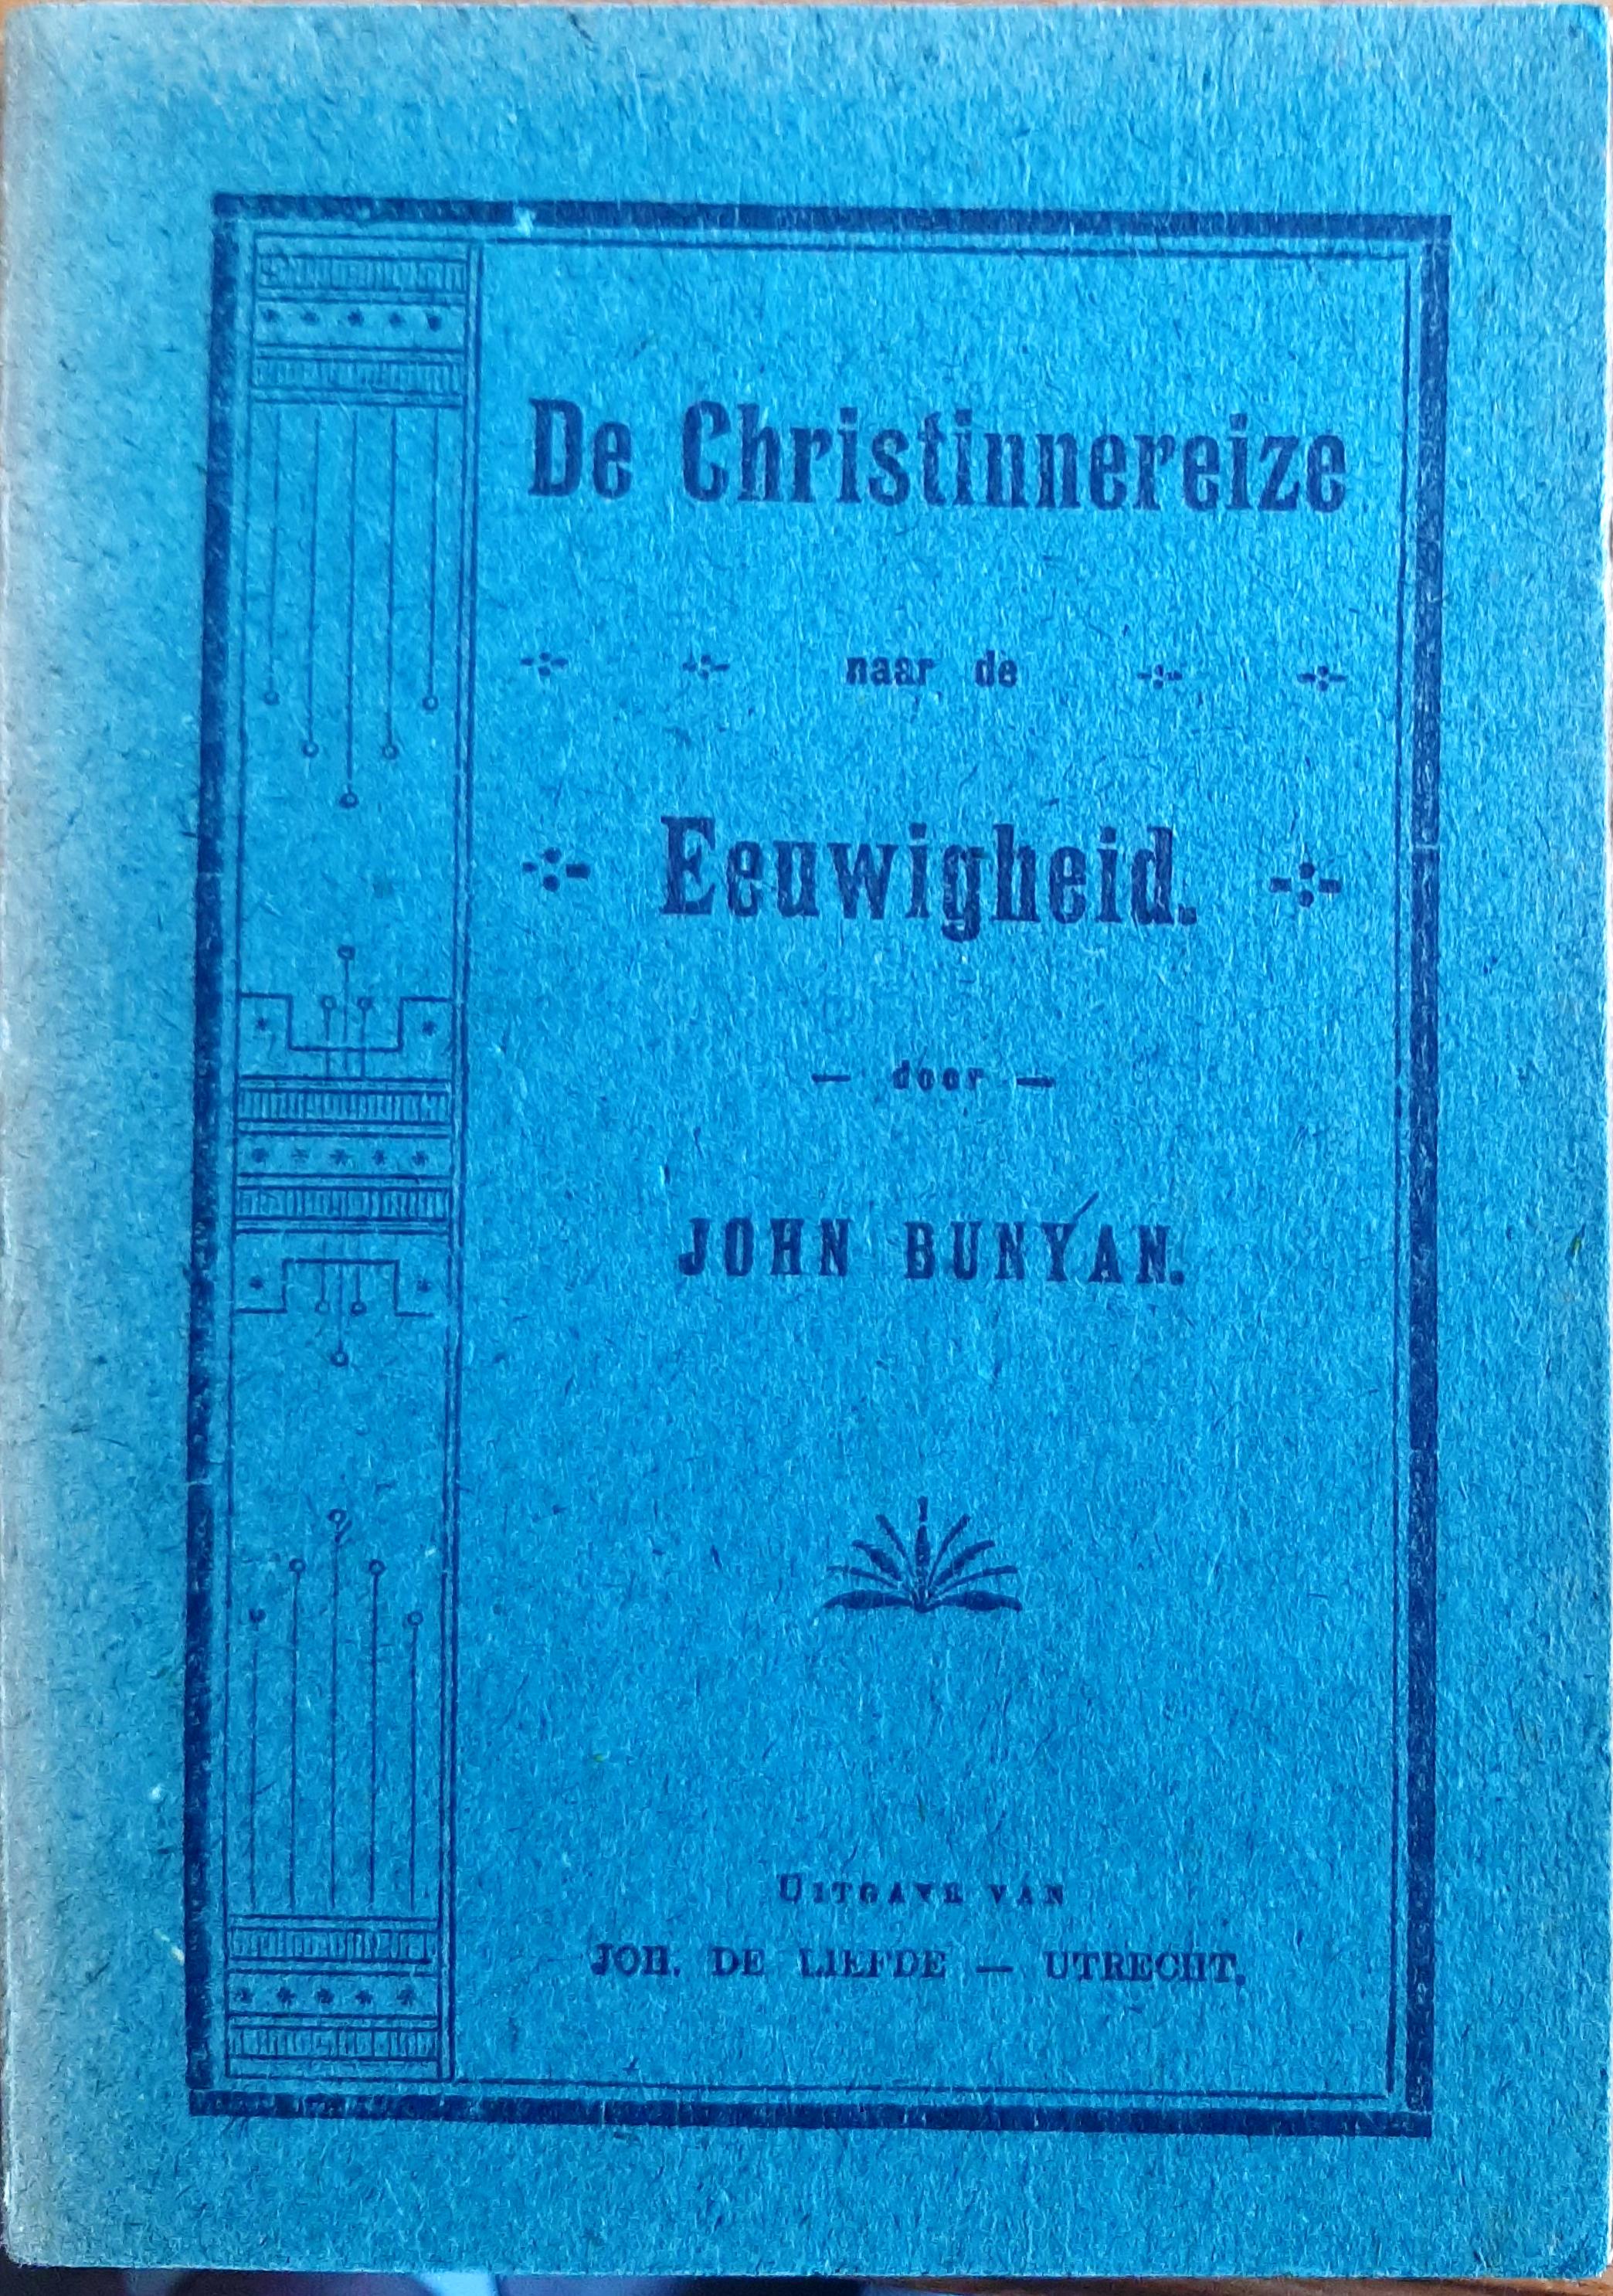 De Christinnereize
naar de
Eeuwigheid.
— door —
JOHN BUNYAN.
UITGAVE VAN
JOH. DE LIEFDE — UTRECHT.